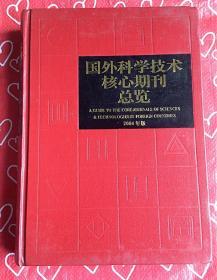 国外科学技术
核心期刊
总览
A GUIDE TO THE CORE JOURNALS OF SCIENCES
& TECHNOLOGIES IN FOREIGN COUNTRIES
2004 年版